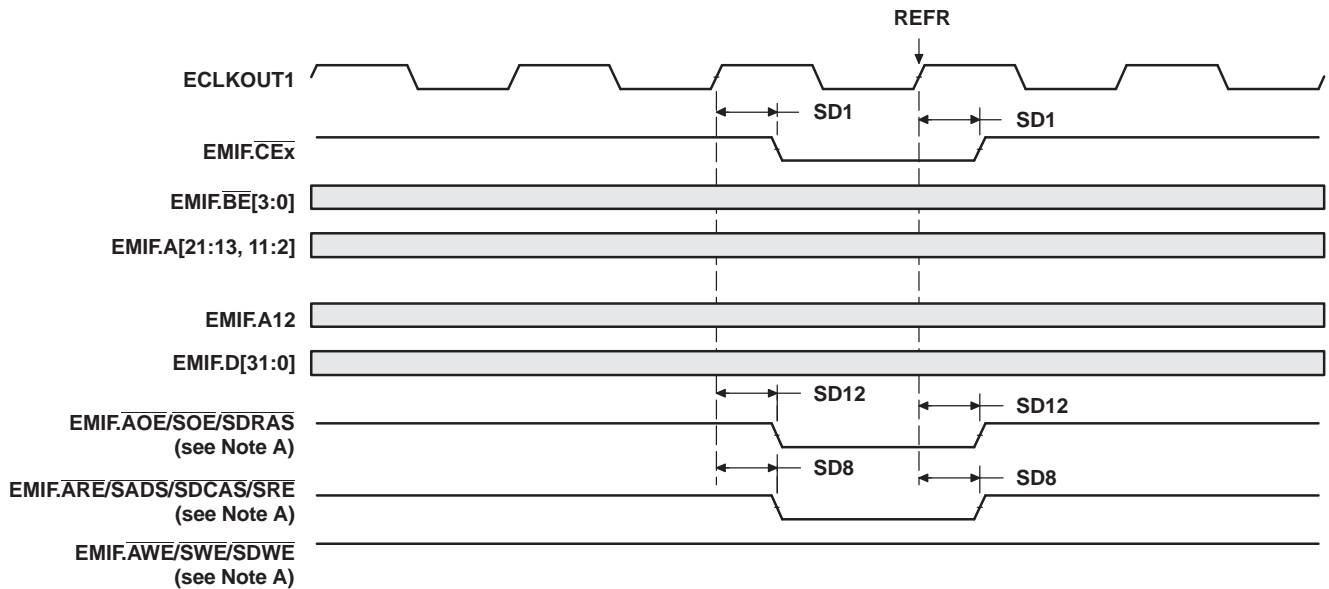 REFR
ECLKOUT1
SD1
SD1
EMIF.CEx
EMIF.BE[3:0]
EMIF.A[21:13, 11:2]
EMIF.A12
EMIF.D[31:0]
SD12
SD12
EMIF.AOE/SOE/SDRAS
(see Note A)
SD8
SD8
EMIF.ARE/SADS/SDCAS/SRE
(see Note A)
EMIF.AWE/SWE/SDWE
(see Note A)